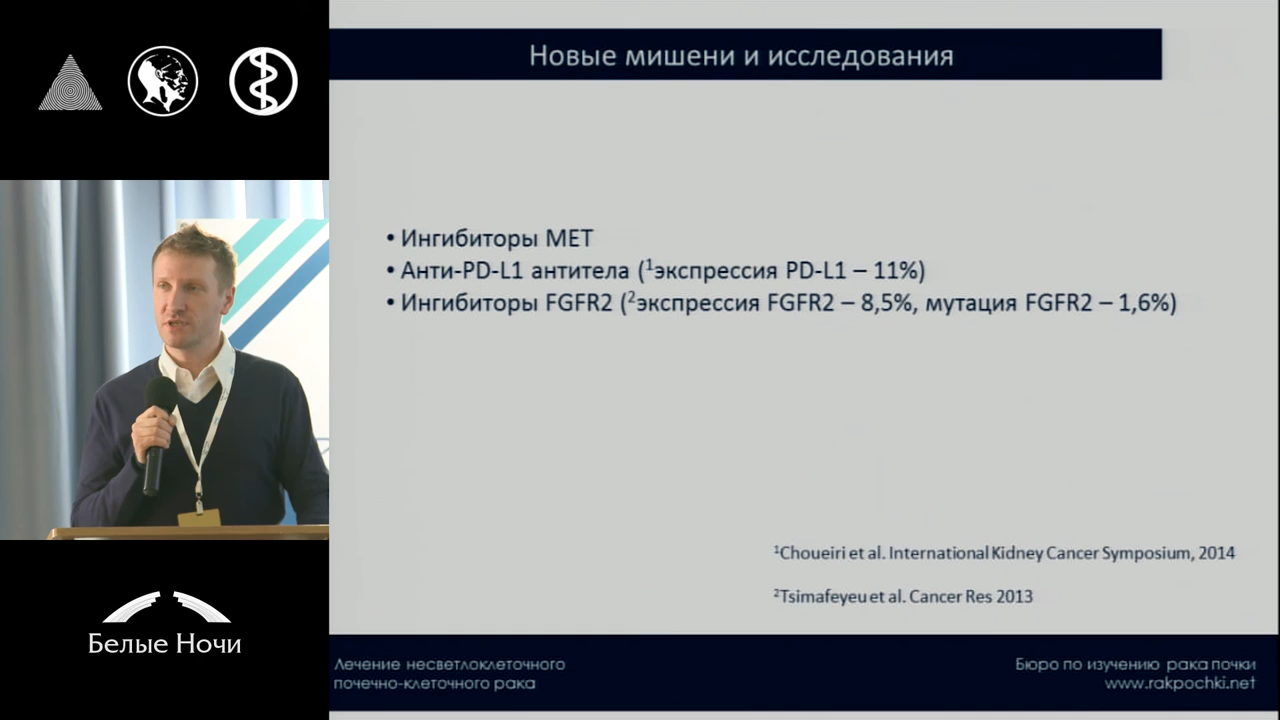 Новые мишени и исследования
• Ингибиторы МЕТ
• Анти-PD-L1 антитела (¹экспрессия PD-L1 – 11%)
• Ингибиторы FGFR2 (²экспрессия FGFR2 – 8,5%, мутация FGFR2 – 1,6%)
¹Choueiri et al. International Kidney Cancer Symposium, 2014
²Tsimafeyeu et al. Cancer Res 2013
Белые Ночи
Лечение несветлоклеточного
почечно-клеточного рака
Бюро по изучению рака почки
www.rakpochki.net